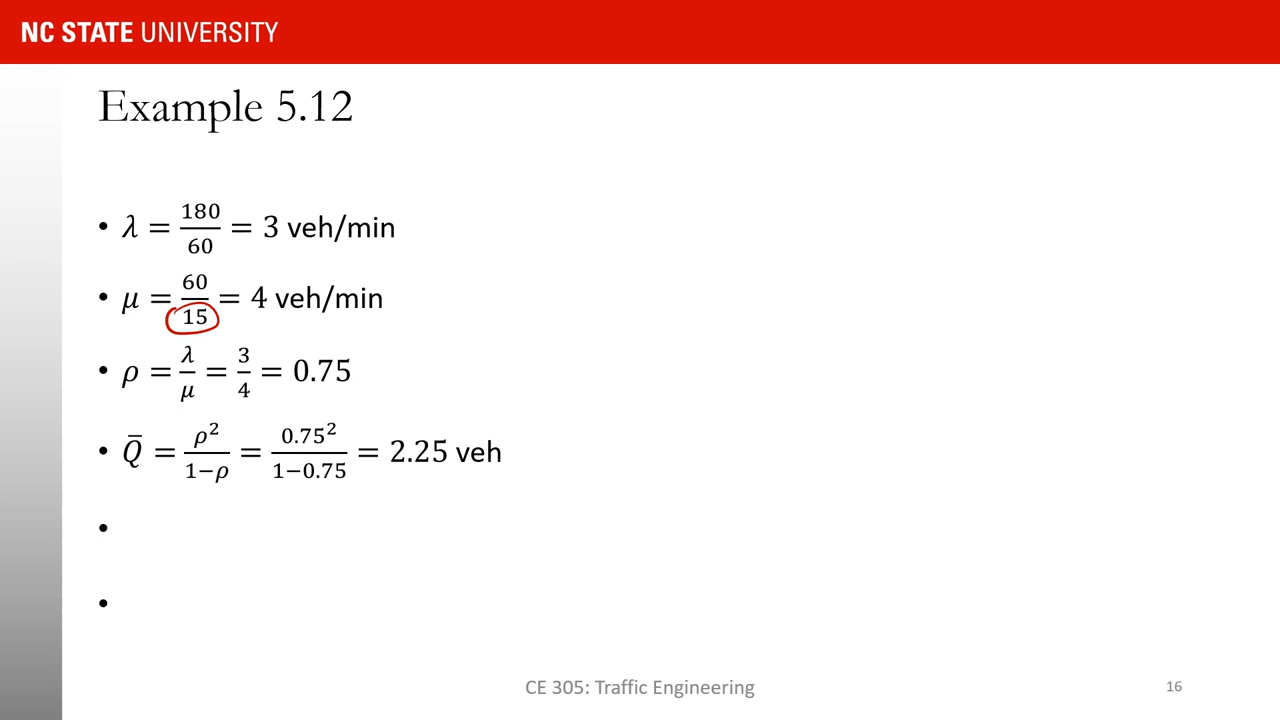 NC STATE UNIVERSITY
Example 5.12
• λ = 180/60 = 3 veh/min
• μ = 60/15 = 4 veh/min
• ρ = λ/μ = 3/4 = 0.75
• Q̄ = ρ²/(1−ρ) = 0.75²/(1−0.75) = 2.25 veh
•
•
CE 305: Traffic Engineering
16